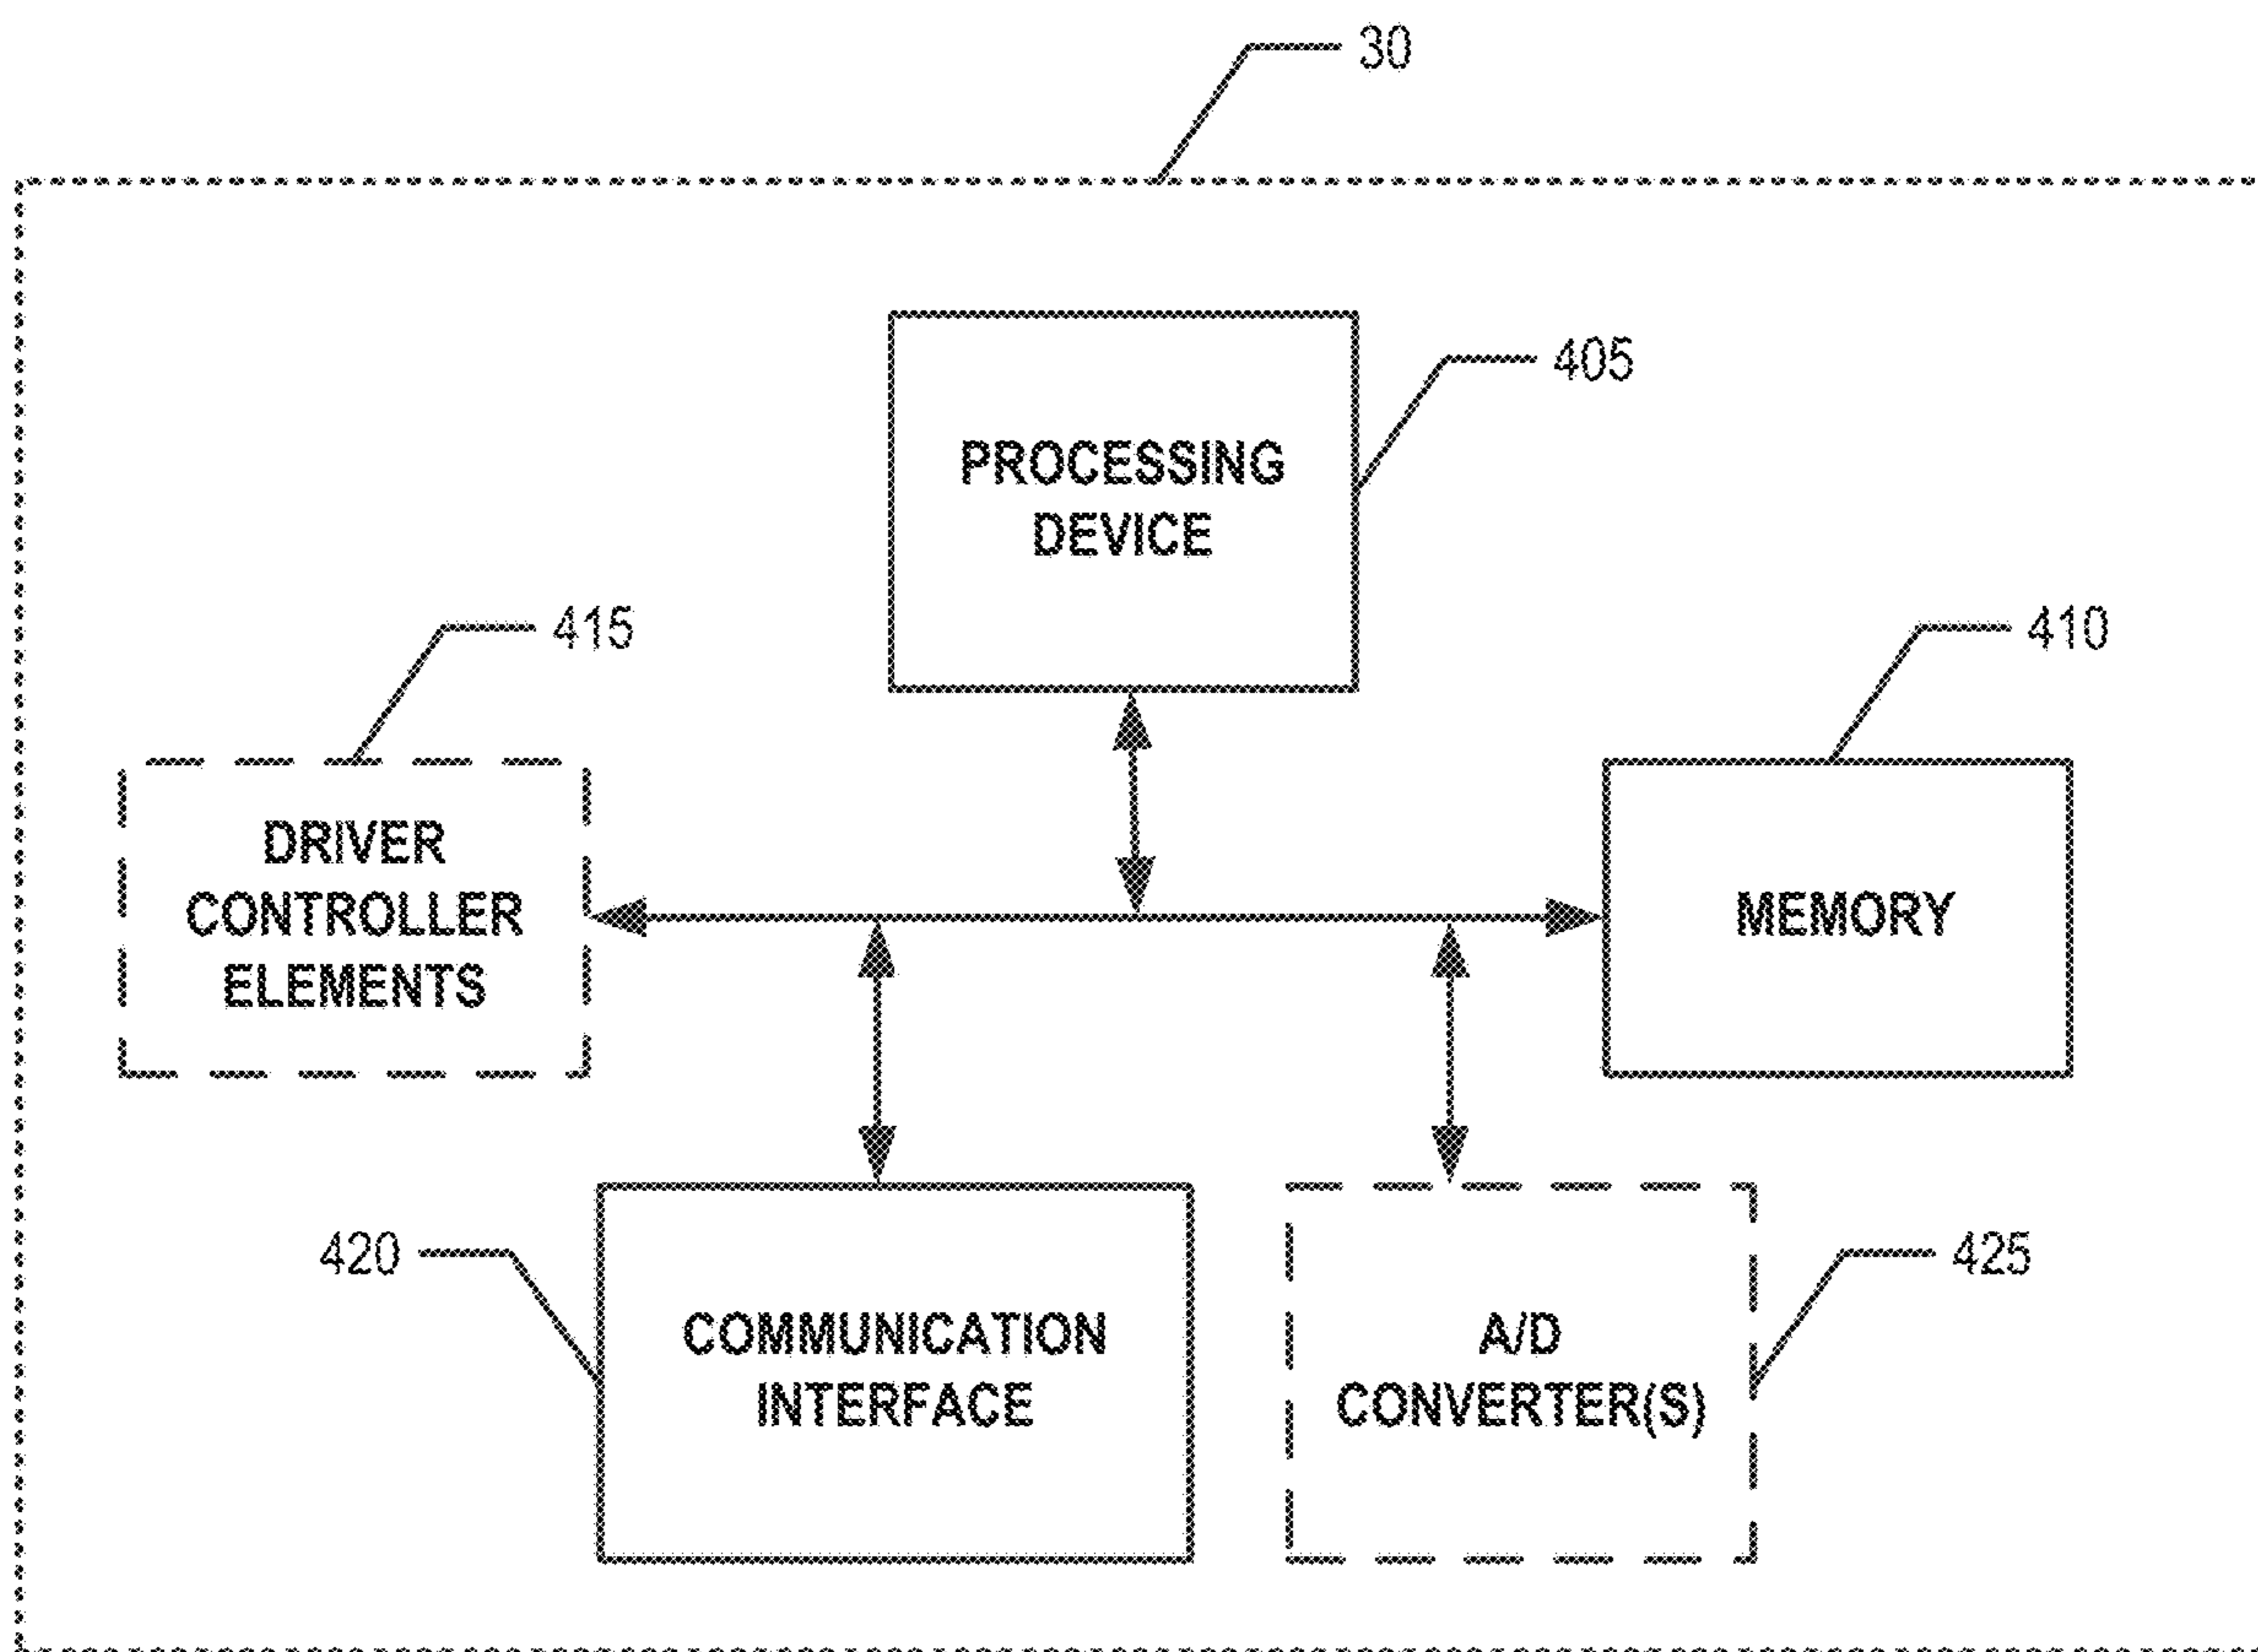 30
PROCESSING
DEVICE
405
415
410
DRIVER
CONTROLLER
ELEMENTS
MEMORY
420
COMMUNICATION
INTERFACE
A/D
CONVERTER(S)
425